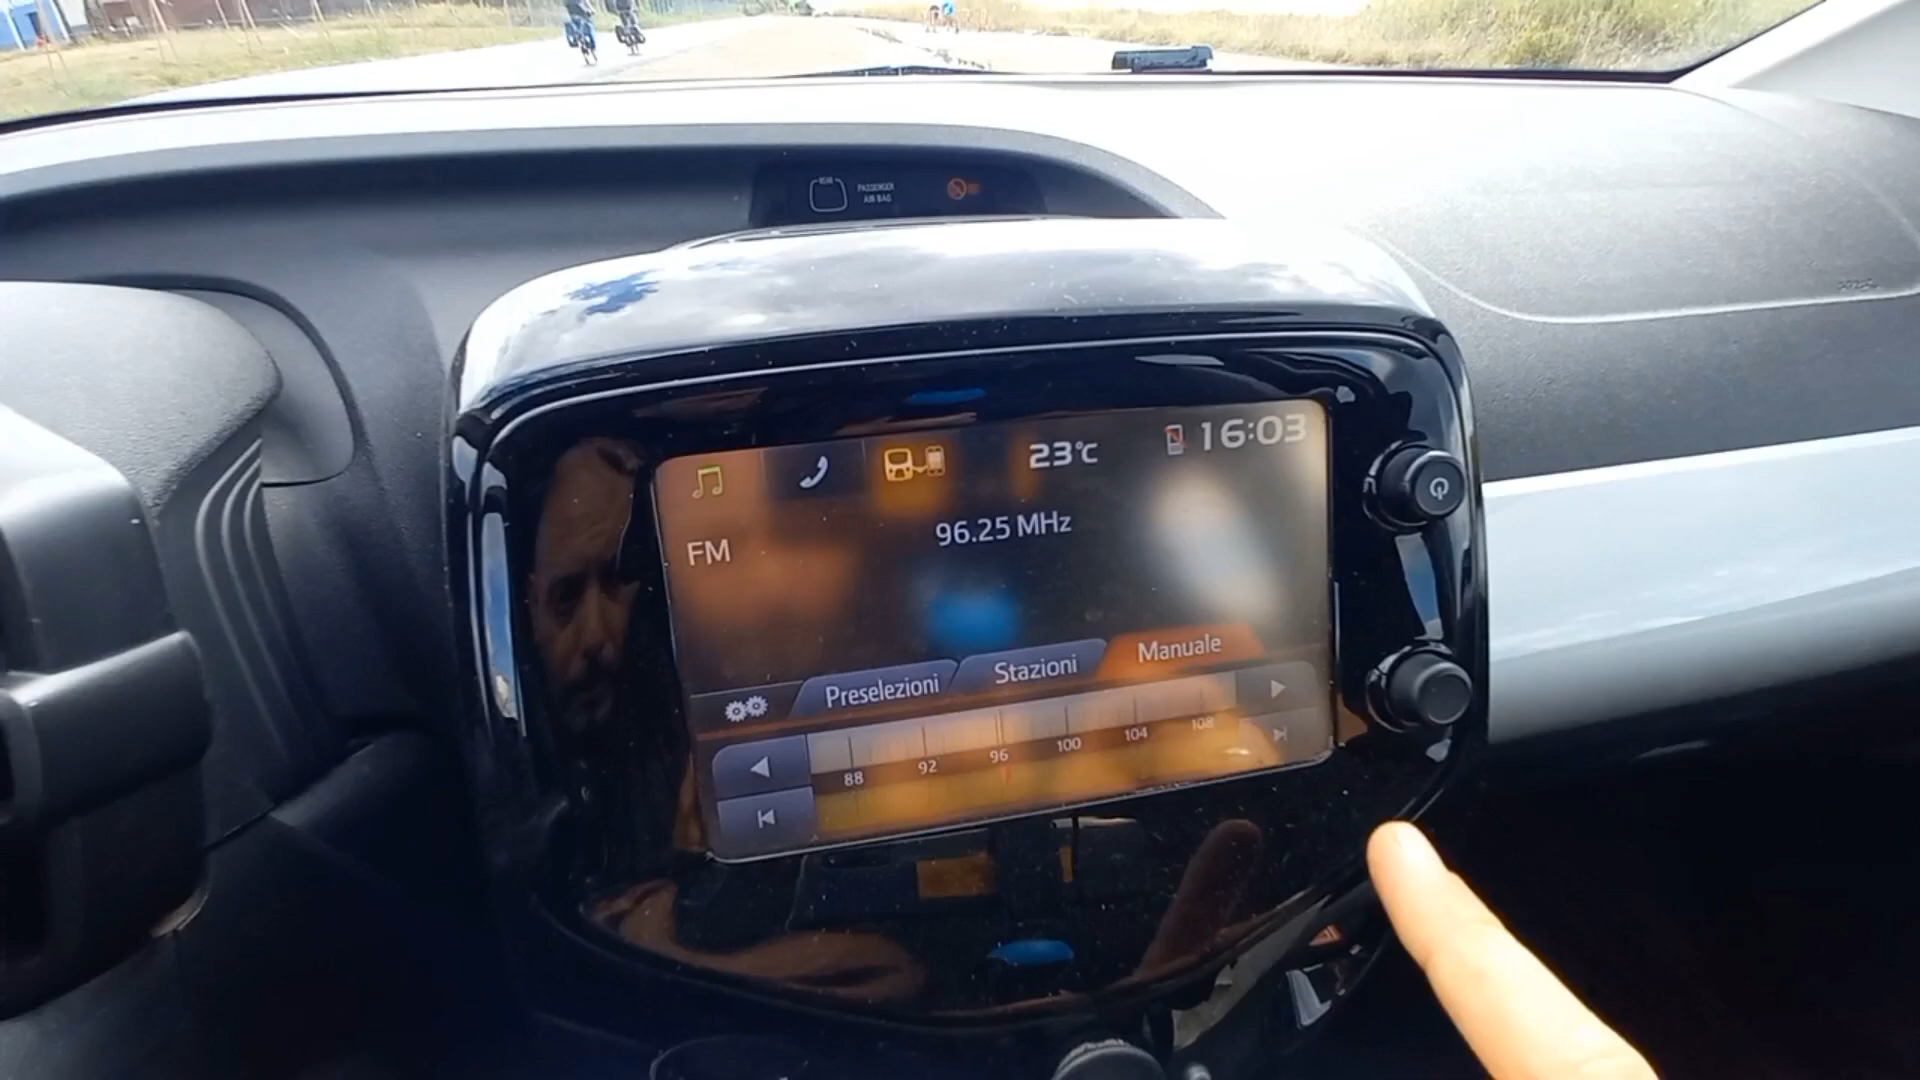 REAR
PASSENGER
AIR BAG
23°C
16:03
96.25 MHz
FM
Preselezioni
Stazioni
Manuale
88
92
96
100
104
108